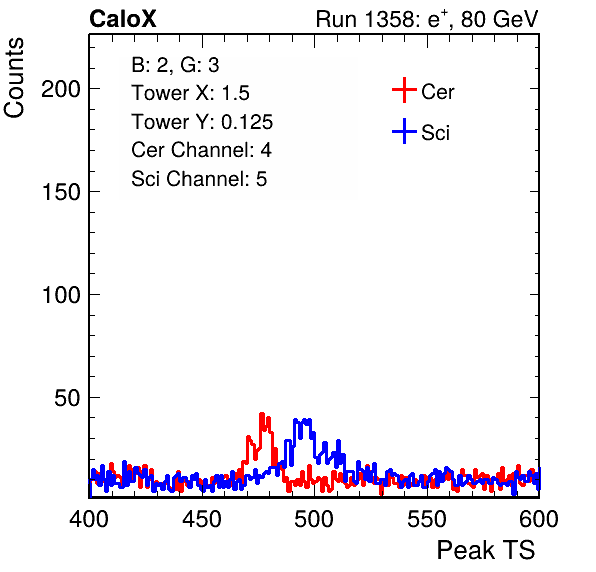 CaloX Run 1358: e⁺, 80 GeV
Counts
B: 2, G: 3
Tower X: 1.5
Tower Y: 0.125
Cer Channel: 4
Sci Channel: 5
Cer
Sci
200
150
100
50
400 450 500 550 600
Peak TS